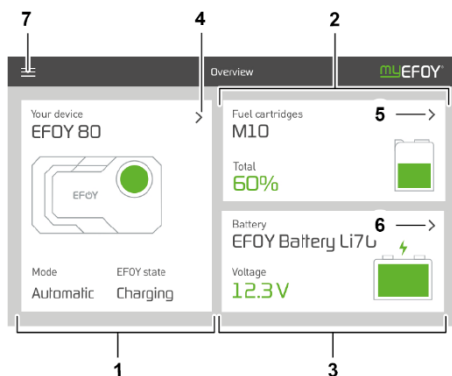 7
4
2
Overview
myEFOY
Your device
EFOY 80
EFOY
Mode
EFOY state
Automatic
Charging
Fuel cartridges
5
M10
Total
60%
Battery
6
EFOY Battery Li70
Voltage
12.3 V
1
3